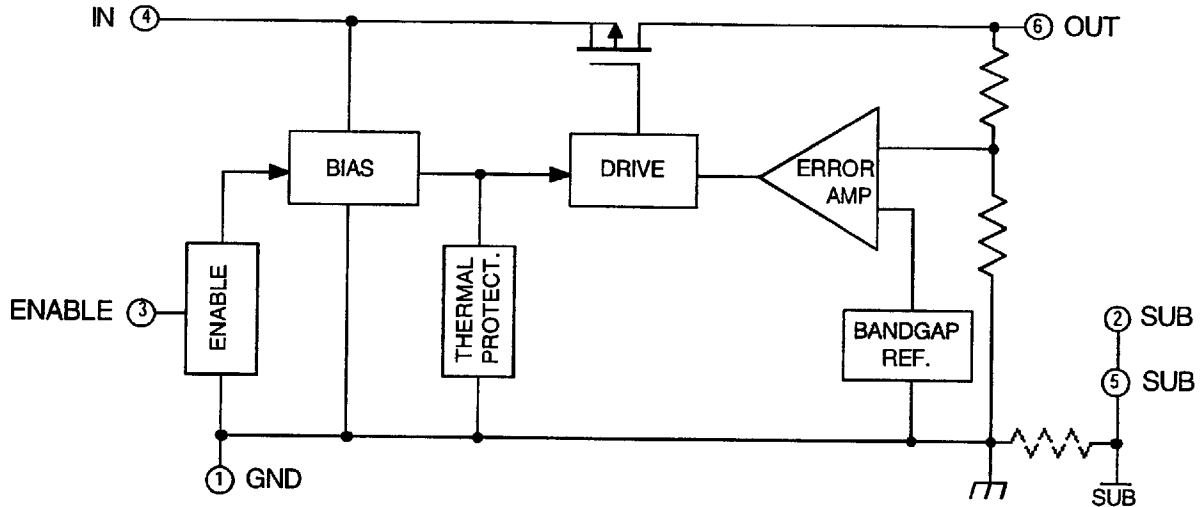 IN 4
6 OUT
BIAS
DRIVE
ERROR
AMP
ENABLE 3
ENABLE
THERMAL
PROTECT.
BANDGAP
REF.
2 SUB
5 SUB
1 GND
SUB